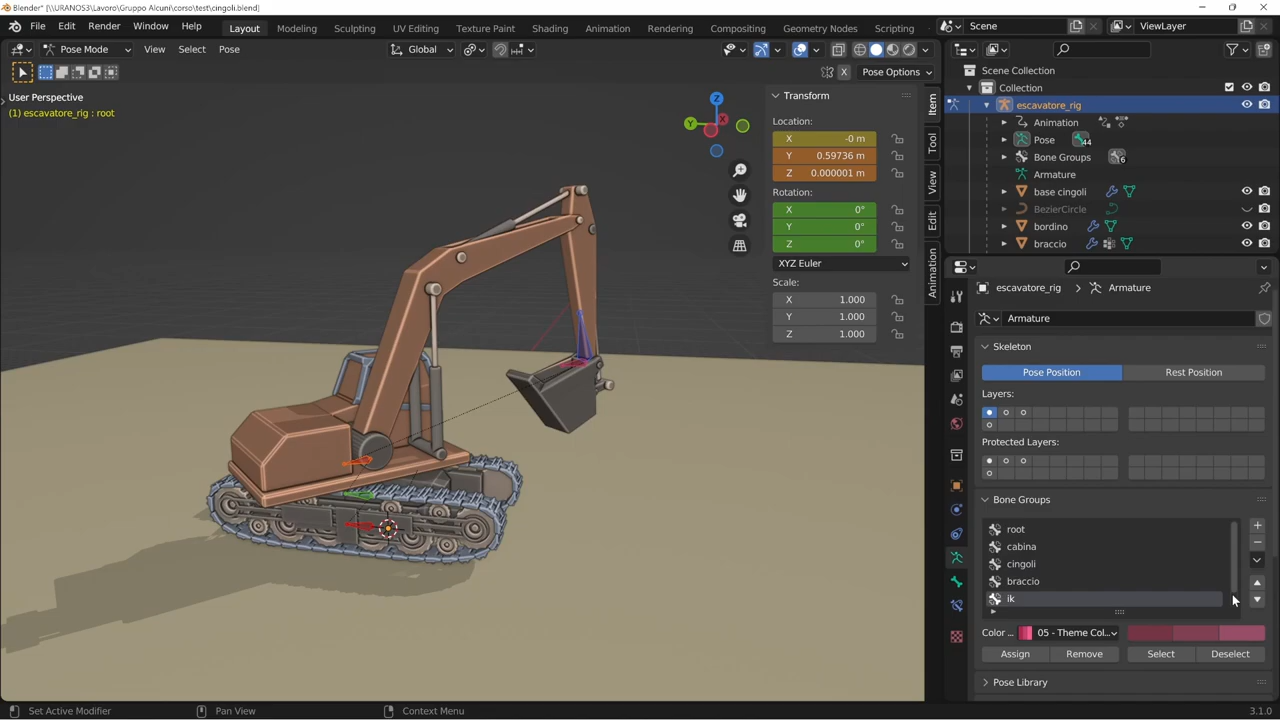 Blender* [\\URANOS3\Lavoro\Gruppo Alcuni\corso\test\cingoli.blend]
File Edit Render Window Help Layout Modeling Sculpting UV Editing Texture Paint Shading Animation Rendering Compositing Geometry Nodes Scripting Scene ViewLayer
Pose Mode View Select Pose Global
X Pose Options
User Perspective
(1) escavatore_rig : root
Z
Y
X
Transform
Location:
X -0 m
Y 0.59736 m
Z 0.000001 m
Rotation:
X 0°
Y 0°
Z 0°
XYZ Euler
Scale:
X 1.000
Y 1.000
Z 1.000
Item
Tool
View
Edit
Animation
Scene Collection
Collection
escavatore_rig
Animation
Pose 44
Bone Groups 6
Armature
base cingoli
BezierCircle
bordino
braccio
escavatore_rig > Armature
Armature
Skeleton
Pose Position Rest Position
Layers:
Protected Layers:
Bone Groups
root
cabina
cingoli
braccio
ik
Color ... 05 - Theme Col...
Assign Remove Select Deselect
Pose Library
Set Active Modifier Pan View Context Menu 3.1.0